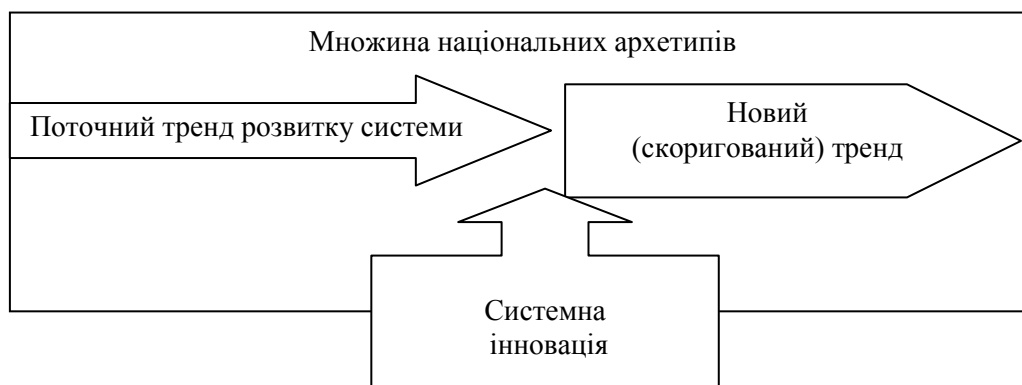 Множина національних архетипів
Поточний тренд розвитку системи
Новий
(скоригований) тренд
Системна
інновація